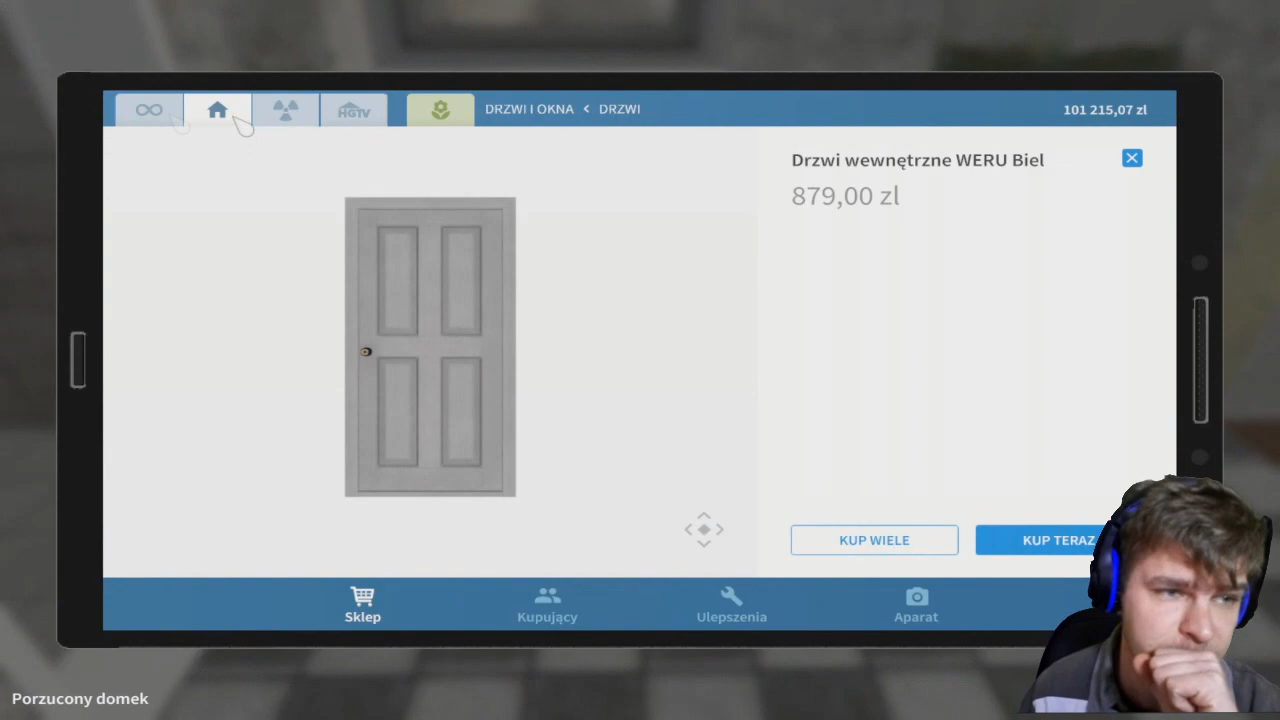 HGTV
DRZWI I OKNA < DRZWI
101 215,07 zl
Drzwi wewnętrzne WERU Biel
879,00 zl
KUP WIELE
KUP TERAZ
Sklep
Kupujący
Ulepszenia
Aparat
Porzucony domek